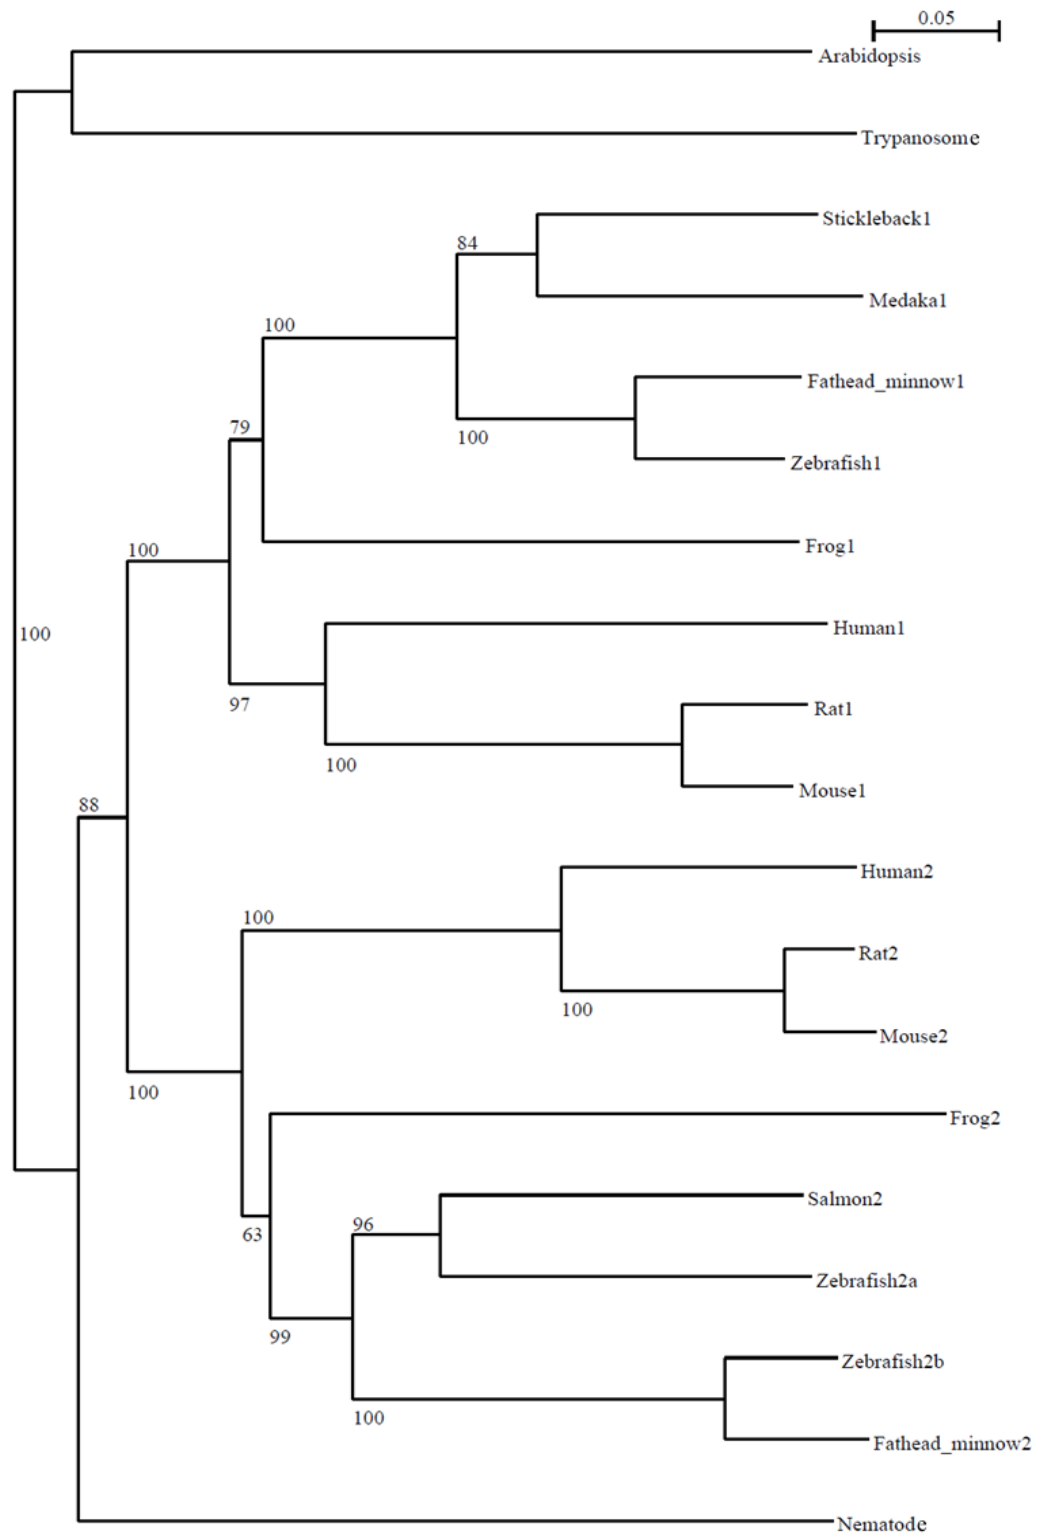 0.05
Arabidopsis
Trypanosome
Stickleback1
84
Medaka1
100
Fathead_minnow1
79
100
Zebrafish1
Frog1
100
Human1
100
97
Rat1
100
Mouse1
88
Human2
100
Rat2
100
Mouse2
100
Frog2
Salmon2
96
63
Zebrafish2a
99
Zebrafish2b
100
Fathead_minnow2
Nematode